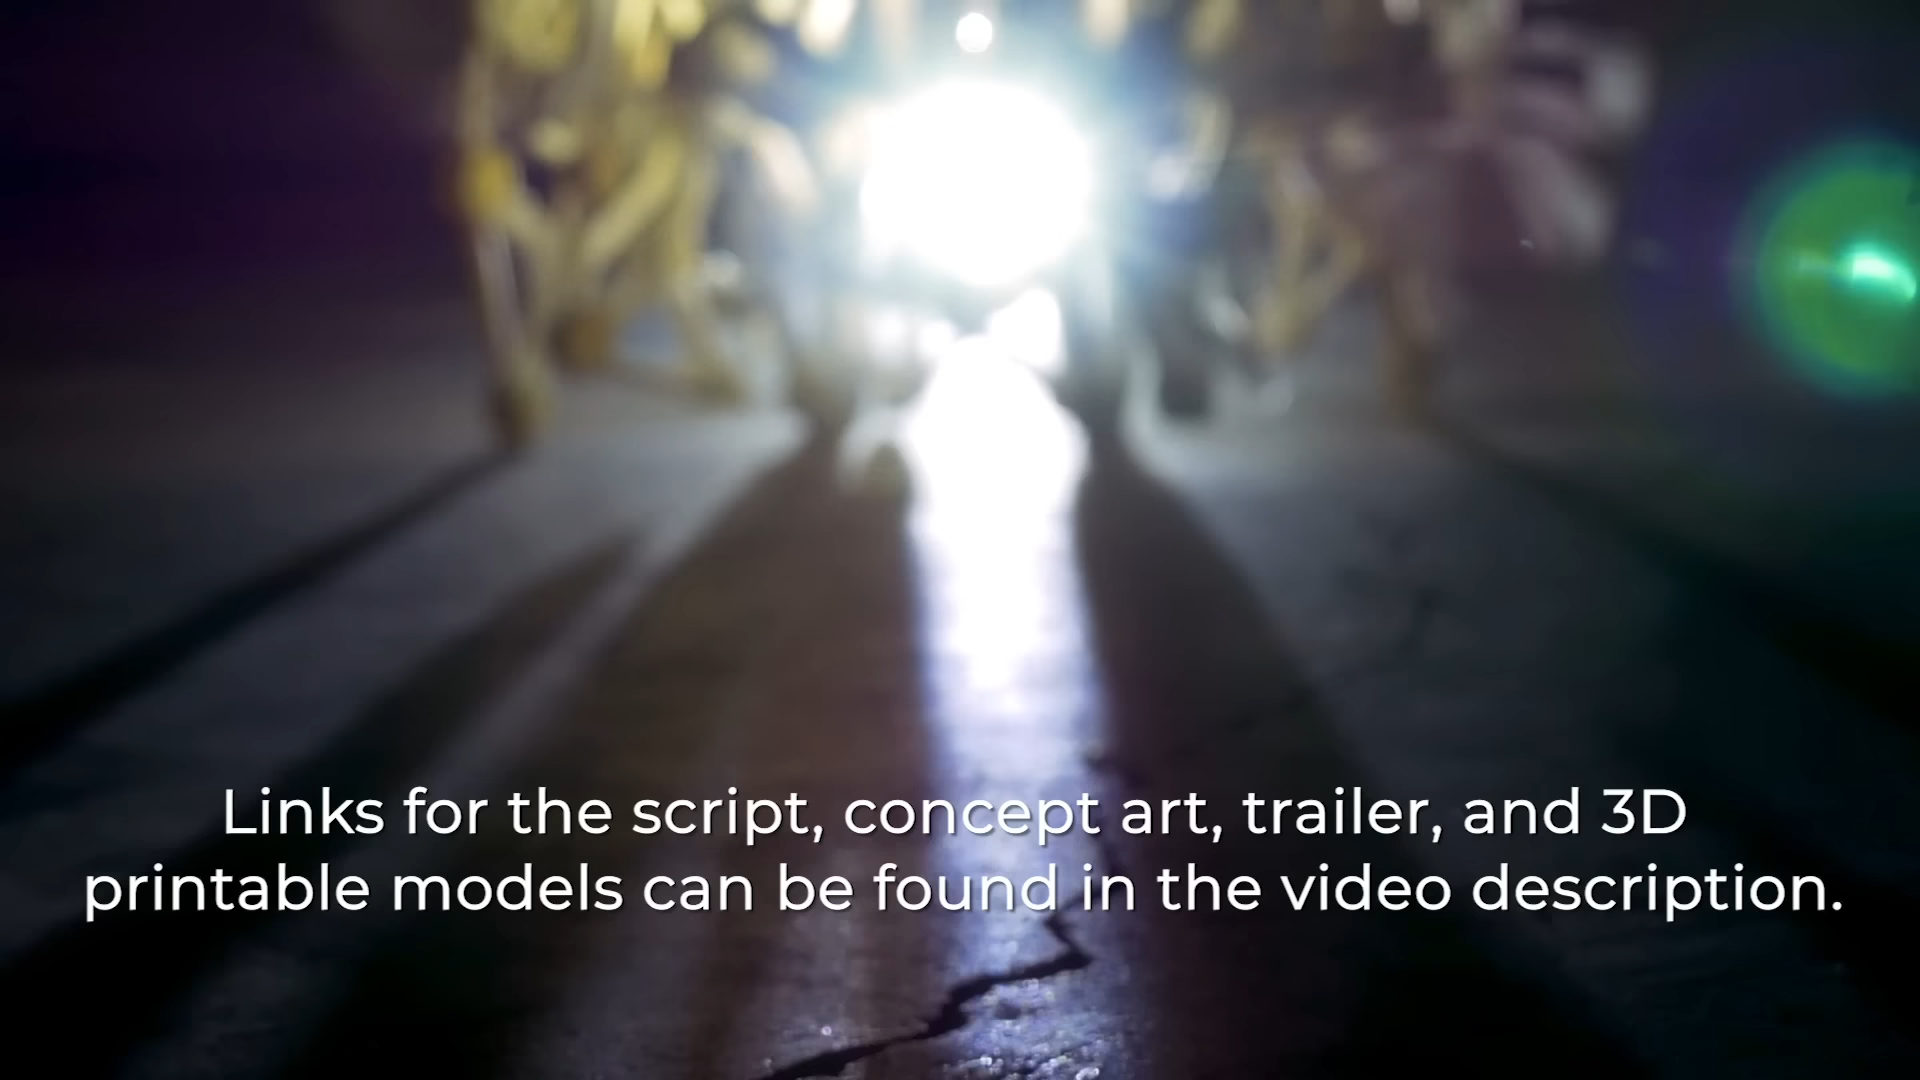 Links for the script, concept art, trailer, and 3D
printable models can be found in the video description.